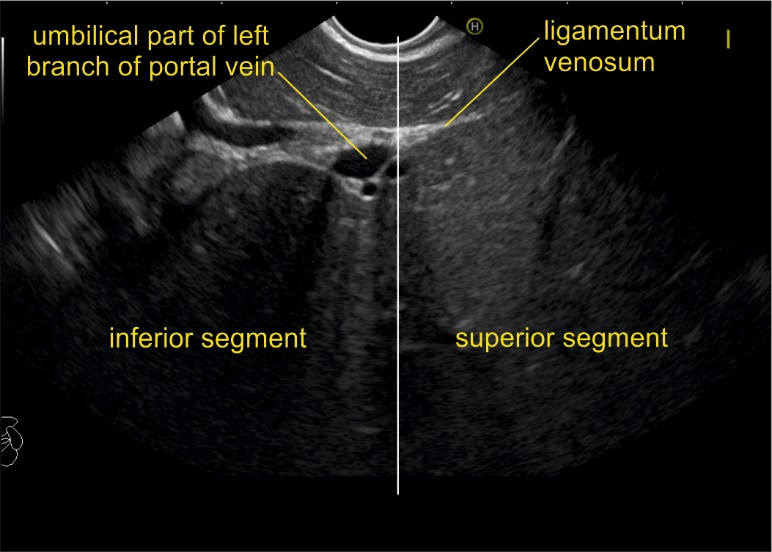 umbilical part of left
branch of portal vein
H
ligamentum
venosum
inferior segment
superior segment